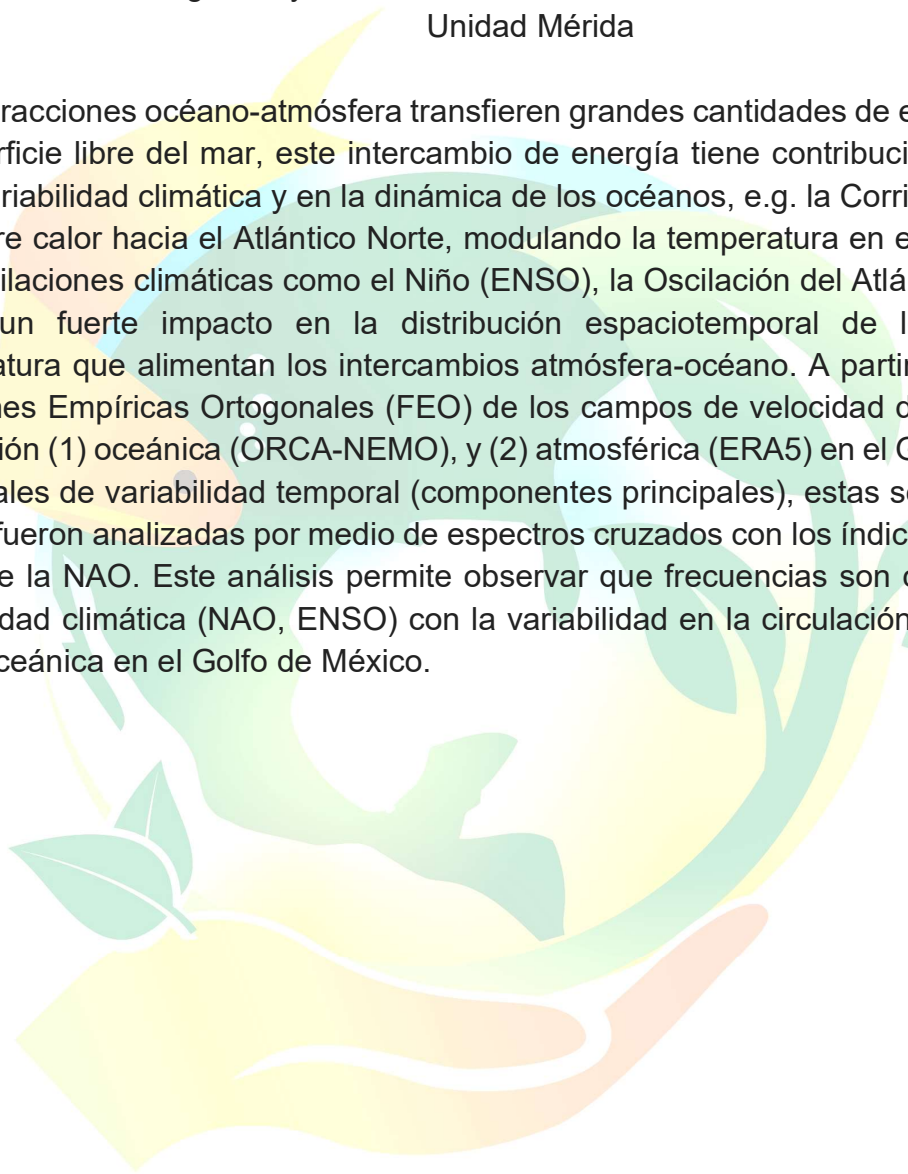 Unidad Mérida
racciones océano-atmósfera transfieren grandes cantidades de e
rficie libre del mar, este intercambio de energía tiene contribuci
riabilidad climática y en la dinámica de los océanos, e.g. la Corri
re calor hacia el Atlántico Norte, modulando la temperatura en e
ilaciones climáticas como el Niño (ENSO), la Oscilación del Atlá
un fuerte impacto en la distribución espaciotemporal de l
atura que alimentan los intercambios atmósfera-océano. A partir
nes Empíricas Ortogonales (FEO) de los campos de velocidad d
ión (1) oceánica (ORCA-NEMO), y (2) atmosférica (ERA5) en el G
ales de variabilidad temporal (componentes principales), estas s
fueron analizadas por medio de espectros cruzados con los índic
e la NAO. Este análisis permite observar que frecuencias son
dad climática (NAO, ENSO) con la variabilidad en la circulación
ceánica en el Golfo de México.